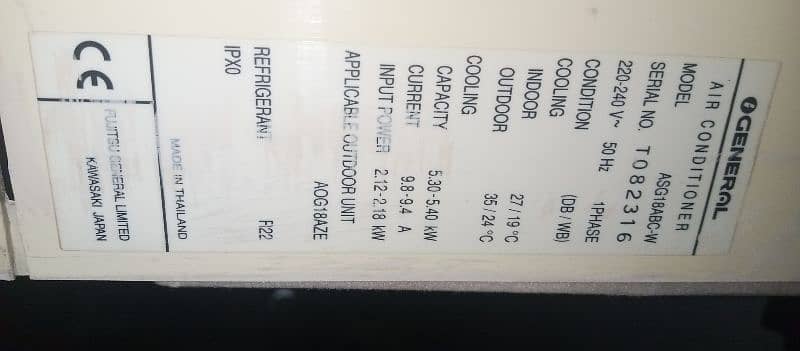 GENERAL
AIR CONDITIONER
MODEL ASG18ABC-W
SERIAL NO. T082316
220-240 V~ 50 Hz 1PHASE
CONDITION (DB / WB)
COOLING
INDOOR 27 / 19 °C
OUTDOOR 35 / 24 °C
COOLING
CAPACITY 5.30-5.40 kW
CURRENT 9.8-9.4 A
INPUT POWER 2.12-2.18 kW
APPLICABLE OUTDOOR UNIT
AOG18AZE
REFRIGERANT R22
IPX0
MADE IN THAILAND
CE
FUJITSU GENERAL LIMITED
KAWASAKI JAPAN